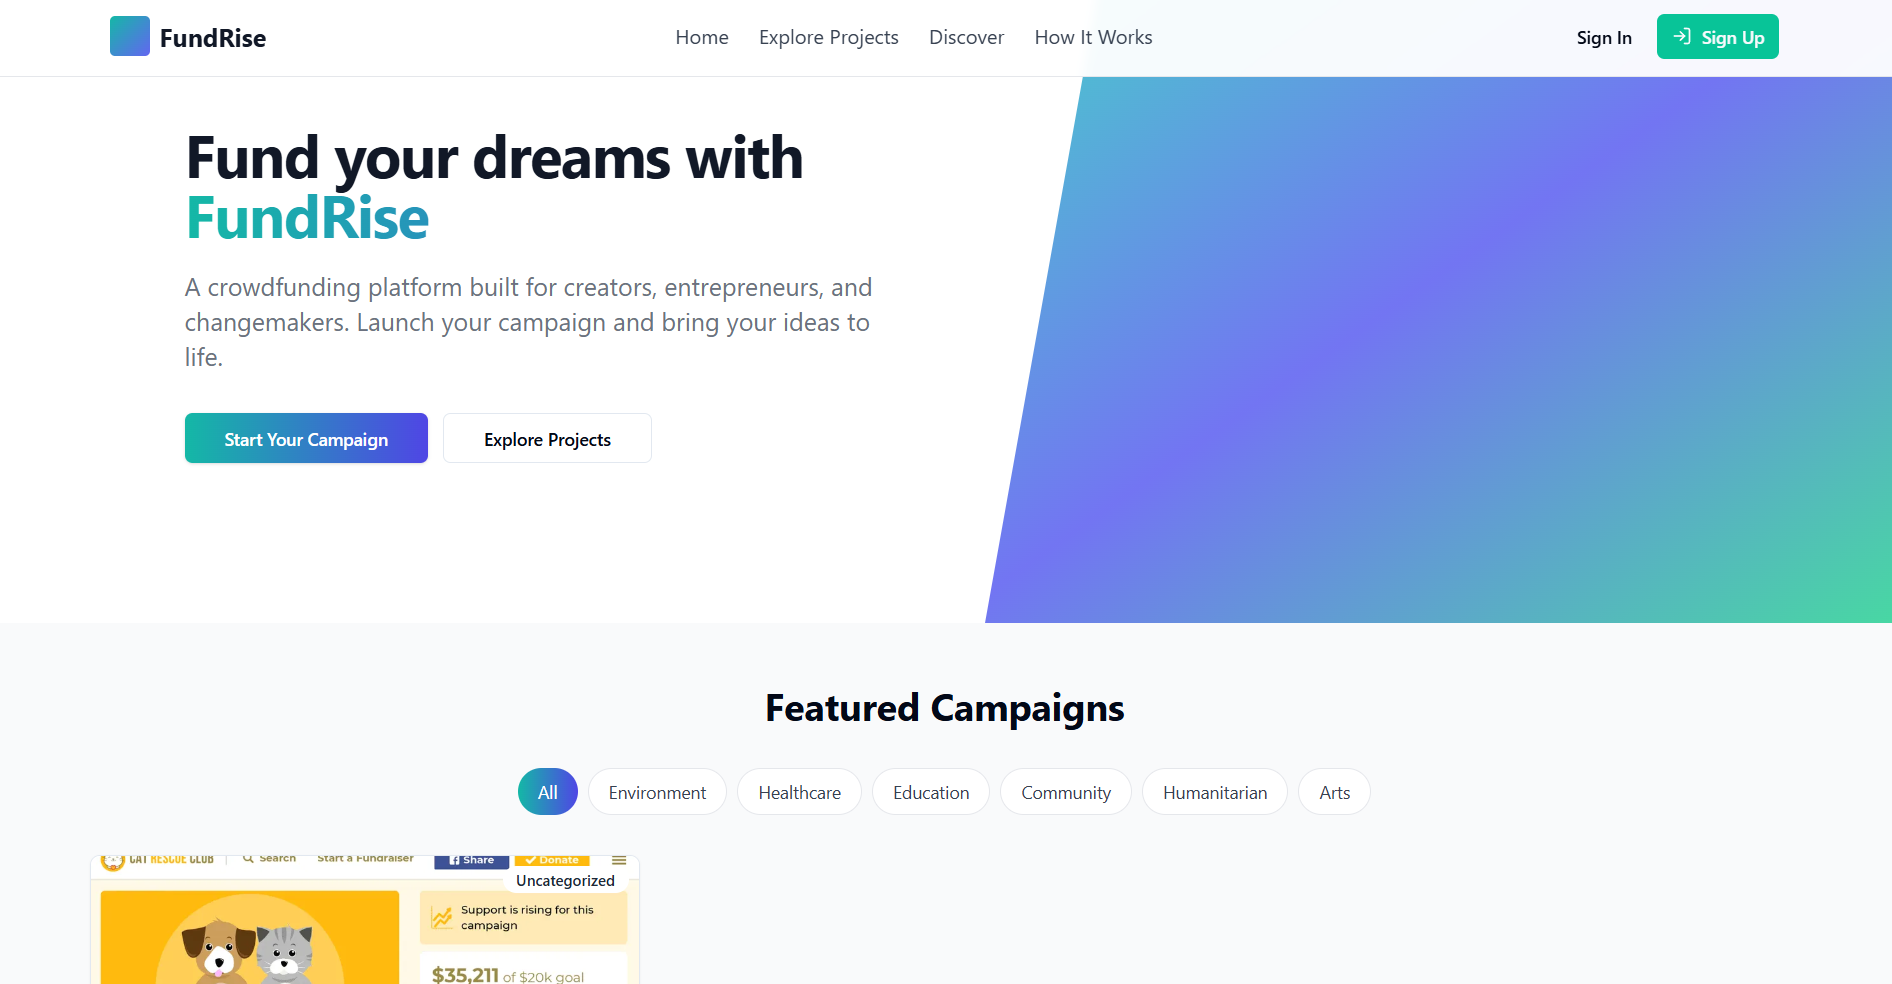 FundRise
Home
Explore Projects
Discover
How It Works
Sign In
Sign Up
Fund your dreams with
FundRise
A crowdfunding platform built for creators, entrepreneurs, and
changemakers. Launch your campaign and bring your ideas to
life.
Start Your Campaign
Explore Projects
Featured Campaigns
All
Environment
Healthcare
Education
Community
Humanitarian
Arts
CAT RESCUE CLUB
Search
Start a Fundraiser
Share
Donate
Uncategorized
Support is rising for this
campaign
$35,211 of $20k goal